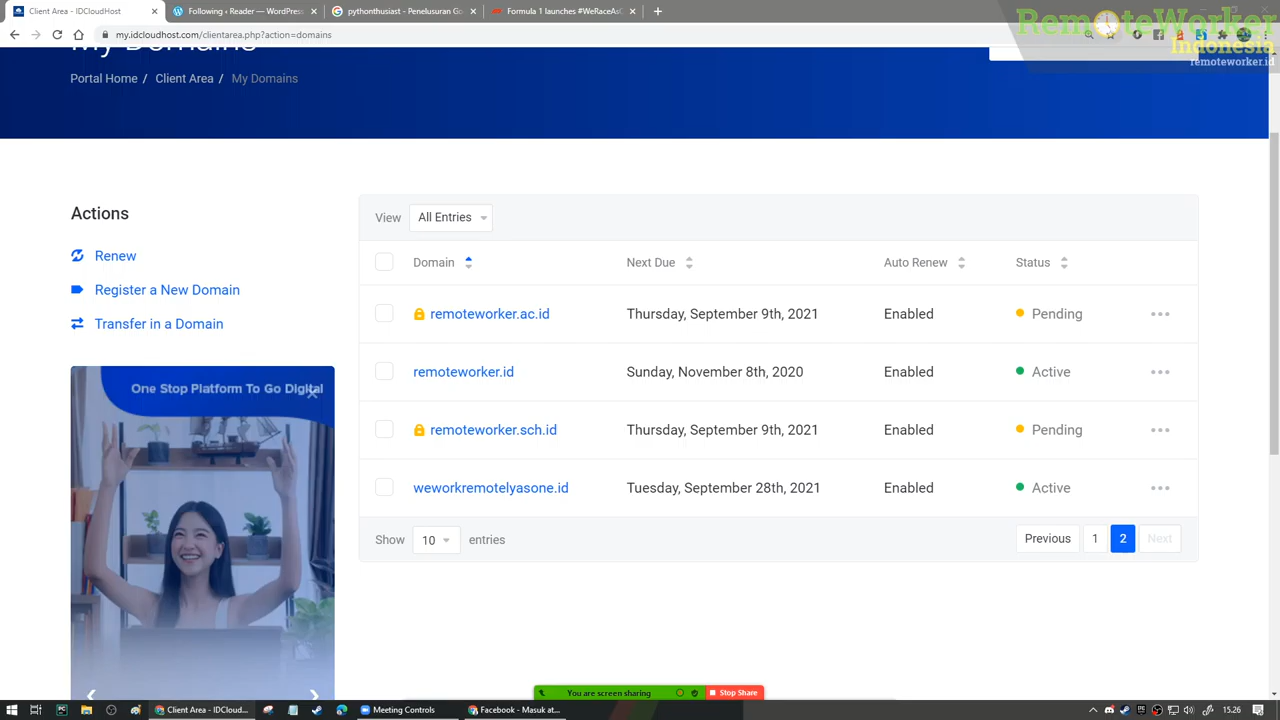 Client Area - IDCloudHost
Following ‹ Reader — WordPress
pythonthusiast - Penelusuran Go
Formula 1 launches #WeRaceAsO
my.idcloudhost.com/clientarea.php?action=domains
RemoteWorker
Indonesia
remoteworker.id
My Domains
Portal Home / Client Area / My Domains
Actions
Renew
Register a New Domain
Transfer in a Domain
One Stop Platform To Go Digital
View All Entries
Domain Next Due Auto Renew Status
remoteworker.ac.id Thursday, September 9th, 2021 Enabled Pending
remoteworker.id Sunday, November 8th, 2020 Enabled Active
remoteworker.sch.id Thursday, September 9th, 2021 Enabled Pending
weworkremotelyasone.id Tuesday, September 28th, 2021 Enabled Active
Show 10 entries
Previous 1 2 Next
You are screen sharing Stop Share
Client Area - IDCloud...
Meeting Controls
Facebook - Masuk at...
15.26